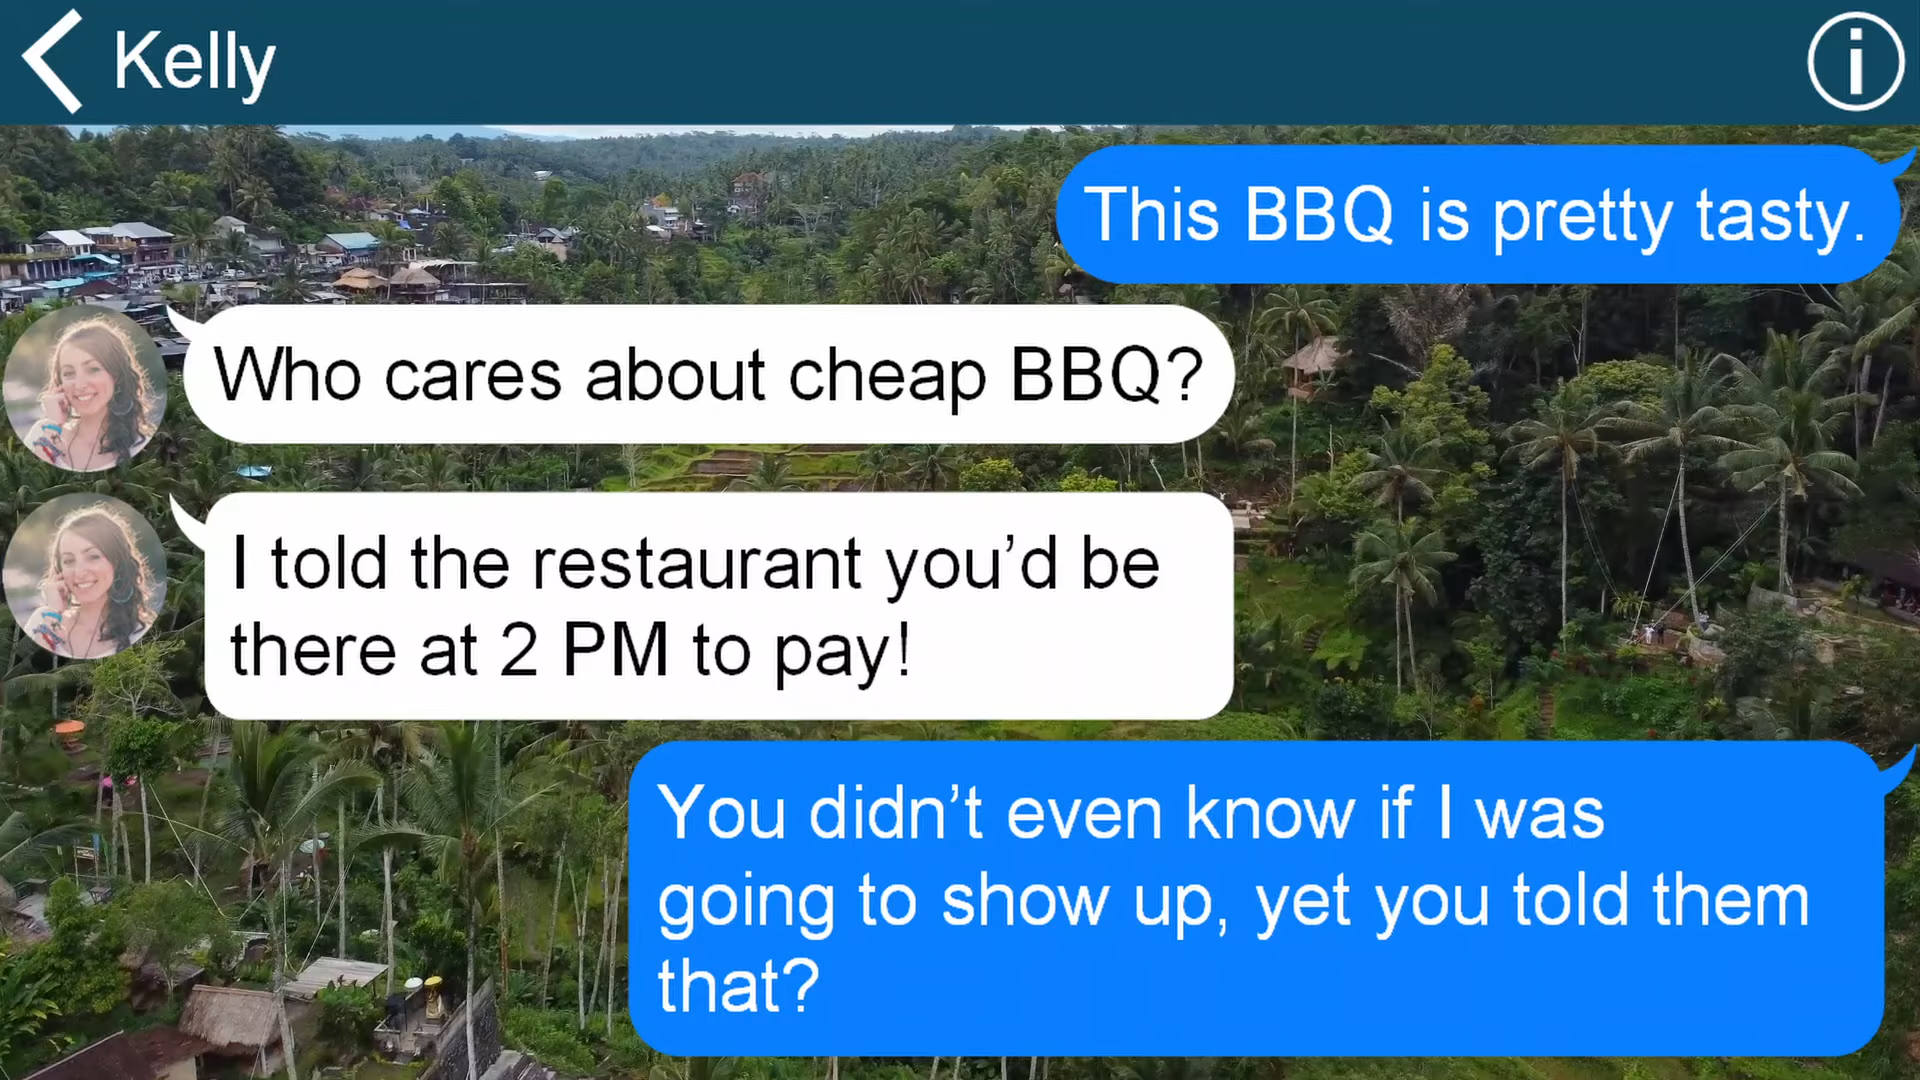 Kelly
This BBQ is pretty tasty.
Who cares about cheap BBQ?
I told the restaurant you’d be
there at 2 PM to pay!
You didn’t even know if I was
going to show up, yet you told them
that?